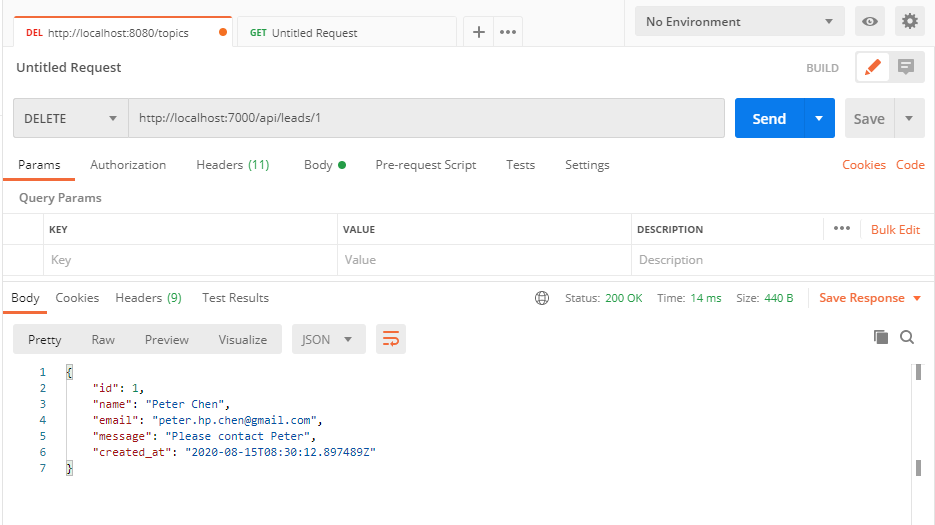 DEL http://localhost:8080/topics
GET Untitled Request
No Environment
Untitled Request
BUILD
DELETE
http://localhost:7000/api/leads/1
Send
Save
Params Authorization Headers (11) Body Pre-request Script Tests Settings Cookies Code
Query Params
KEY VALUE DESCRIPTION Bulk Edit
Key Value Description
Body Cookies Headers (9) Test Results Status: 200 OK Time: 14 ms Size: 440 B Save Response
Pretty Raw Preview Visualize JSON
1 {
2 "id": 1,
3 "name": "Peter Chen",
4 "email": "peter.hp.chen@gmail.com",
5 "message": "Please contact Peter",
6 "created_at": "2020-08-15T08:30:12.897489Z"
7 }